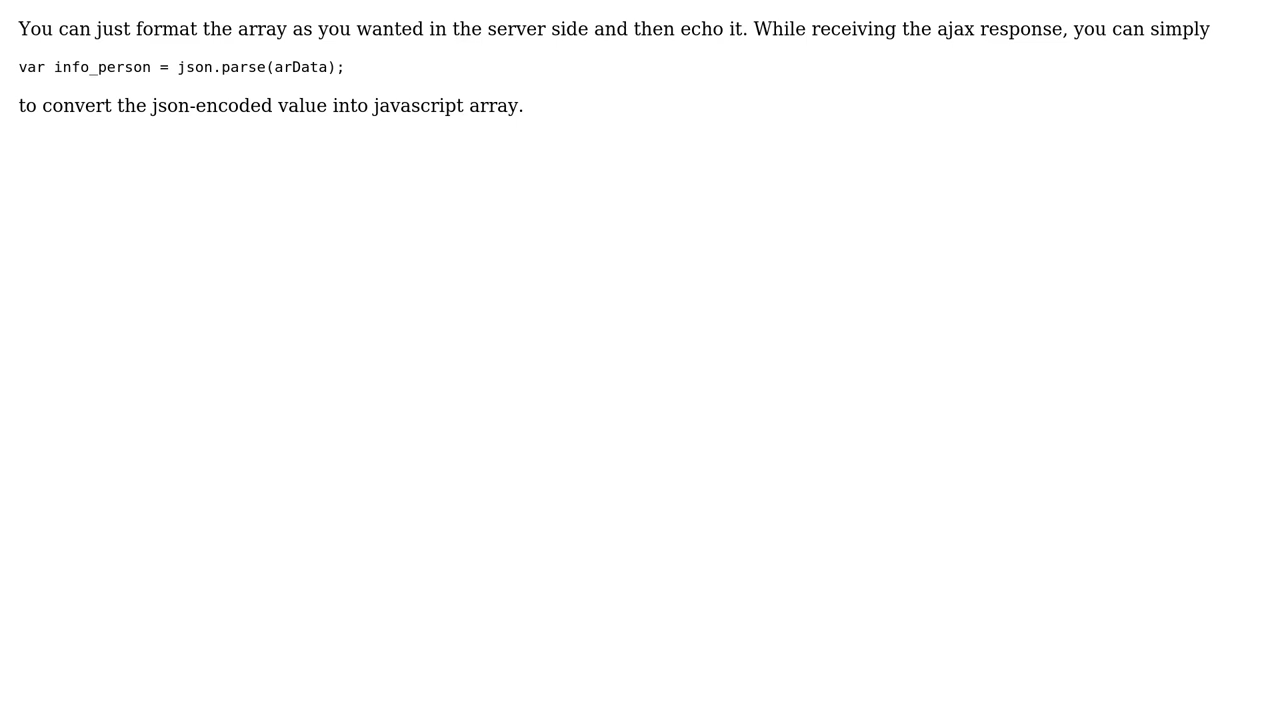 You can just format the array as you wanted in the server side and then echo it. While receiving the ajax response, you can simply
var info_person = json.parse(arData);
to convert the json-encoded value into javascript array.